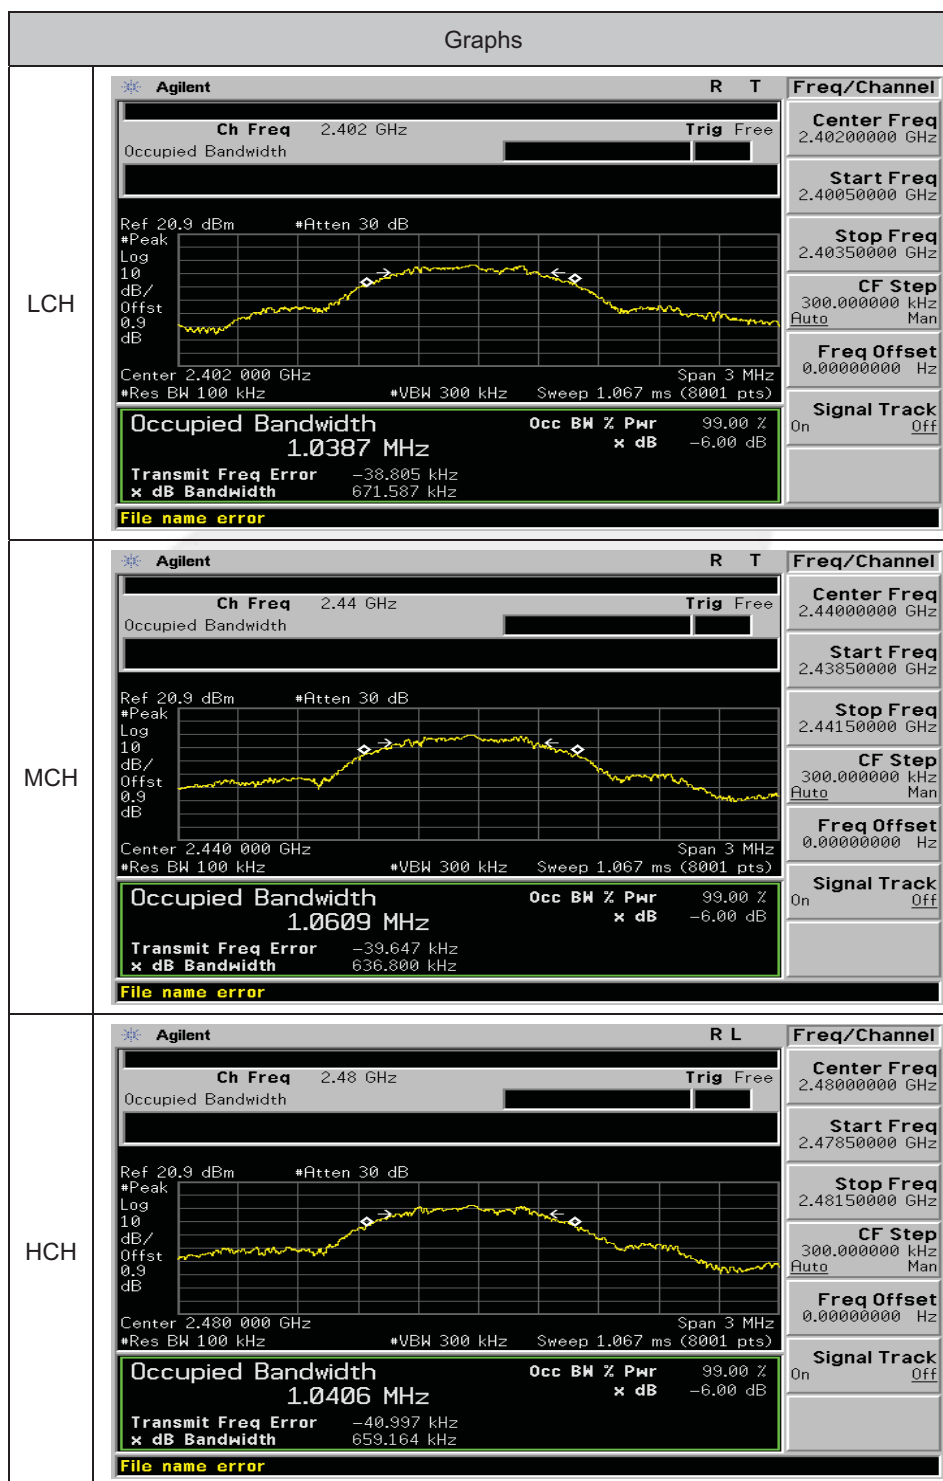 Graphs
LCH
Agilent R T Freq/Channel
Ch Freq 2.402 GHz Trig Free
Occupied Bandwidth
Center Freq
2.40200000 GHz
Start Freq
2.40050000 GHz
Stop Freq
2.40350000 GHz
CF Step
300.000000 kHz
Auto Man
Freq Offset
0.00000000 Hz
Signal Track
On Off
Ref 20.9 dBm #Atten 30 dB
#Peak
Log
10
dB/
Offst
0.9
dB
Center 2.402 000 GHz Span 3 MHz
#Res BW 100 kHz #VBW 300 kHz Sweep 1.067 ms (8001 pts)
Occupied Bandwidth Occ BW % Pwr 99.00 %
1.0387 MHz x dB -6.00 dB
Transmit Freq Error -38.805 kHz
x dB Bandwidth 671.587 kHz
File name error
MCH
Agilent R T Freq/Channel
Ch Freq 2.44 GHz Trig Free
Occupied Bandwidth
Center Freq
2.44000000 GHz
Start Freq
2.43850000 GHz
Stop Freq
2.44150000 GHz
CF Step
300.000000 kHz
Auto Man
Freq Offset
0.00000000 Hz
Signal Track
On Off
Ref 20.9 dBm #Atten 30 dB
#Peak
Log
10
dB/
Offst
0.9
dB
Center 2.440 000 GHz Span 3 MHz
#Res BW 100 kHz #VBW 300 kHz Sweep 1.067 ms (8001 pts)
Occupied Bandwidth Occ BW % Pwr 99.00 %
1.0609 MHz x dB -6.00 dB
Transmit Freq Error -39.647 kHz
x dB Bandwidth 636.800 kHz
File name error
HCH
Agilent R L Freq/Channel
Ch Freq 2.48 GHz Trig Free
Occupied Bandwidth
Center Freq
2.48000000 GHz
Start Freq
2.47850000 GHz
Stop Freq
2.48150000 GHz
CF Step
300.000000 kHz
Auto Man
Freq Offset
0.00000000 Hz
Signal Track
On Off
Ref 20.9 dBm #Atten 30 dB
#Peak
Log
10
dB/
Offst
0.9
dB
Center 2.480 000 GHz Span 3 MHz
#Res BW 100 kHz #VBW 300 kHz Sweep 1.067 ms (8001 pts)
Occupied Bandwidth Occ BW % Pwr 99.00 %
1.0406 MHz x dB -6.00 dB
Transmit Freq Error -40.997 kHz
x dB Bandwidth 659.164 kHz
File name error